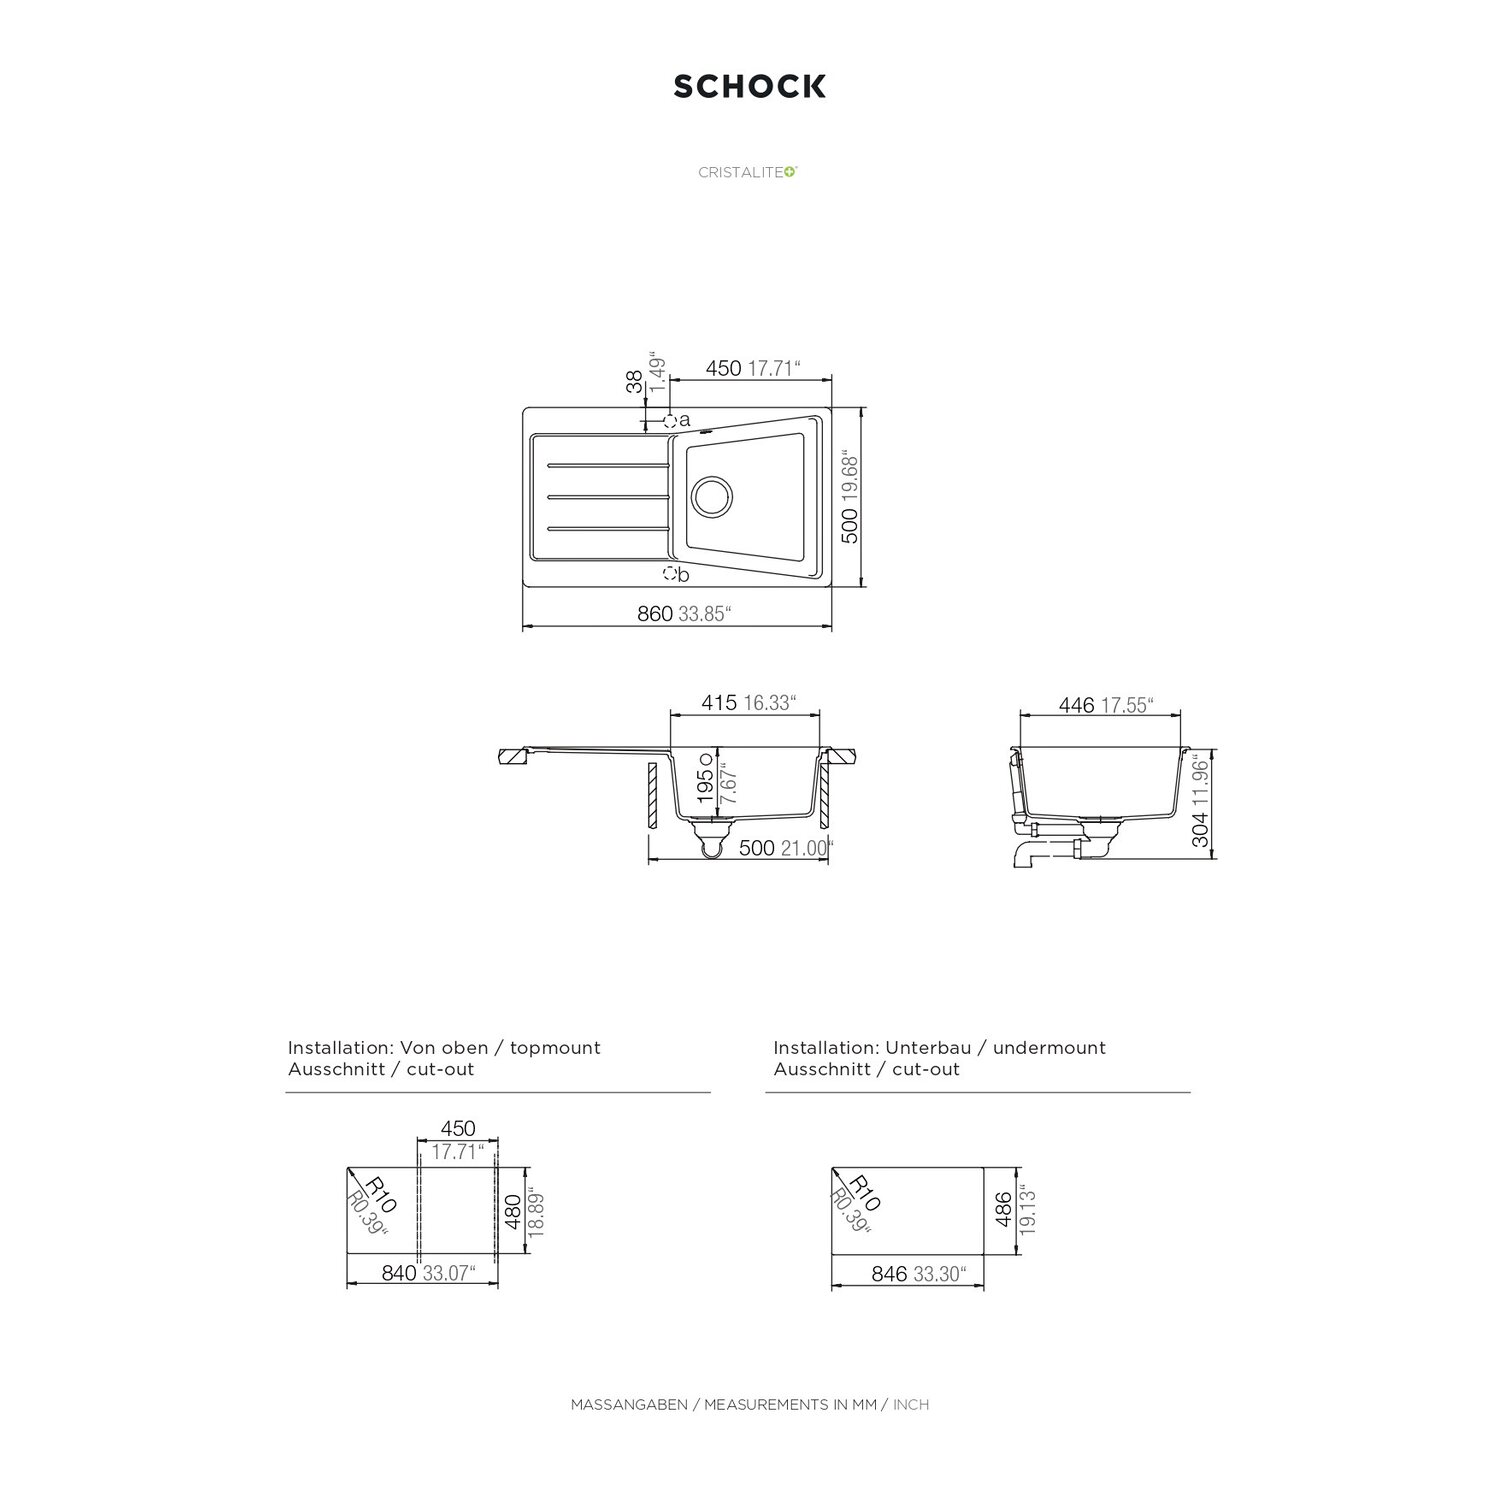 SCHOCK
CRISTALITE+
38
1.49“
450 17.71“
a
500 19.68“
b
860 33.85“
415 16.33“
195
7.67“
500 21.00“
446 17.55“
304 11.96“
Installation: Von oben / topmount
Ausschnitt / cut-out
450
17.71“
R10
R0.39“
480
18.89“
840 33.07“
Installation: Unterbau / undermount
Ausschnitt / cut-out
R10
R0.39“
486
19.13“
846 33.30“
MASSANGABEN / MEASUREMENTS IN MM / INCH